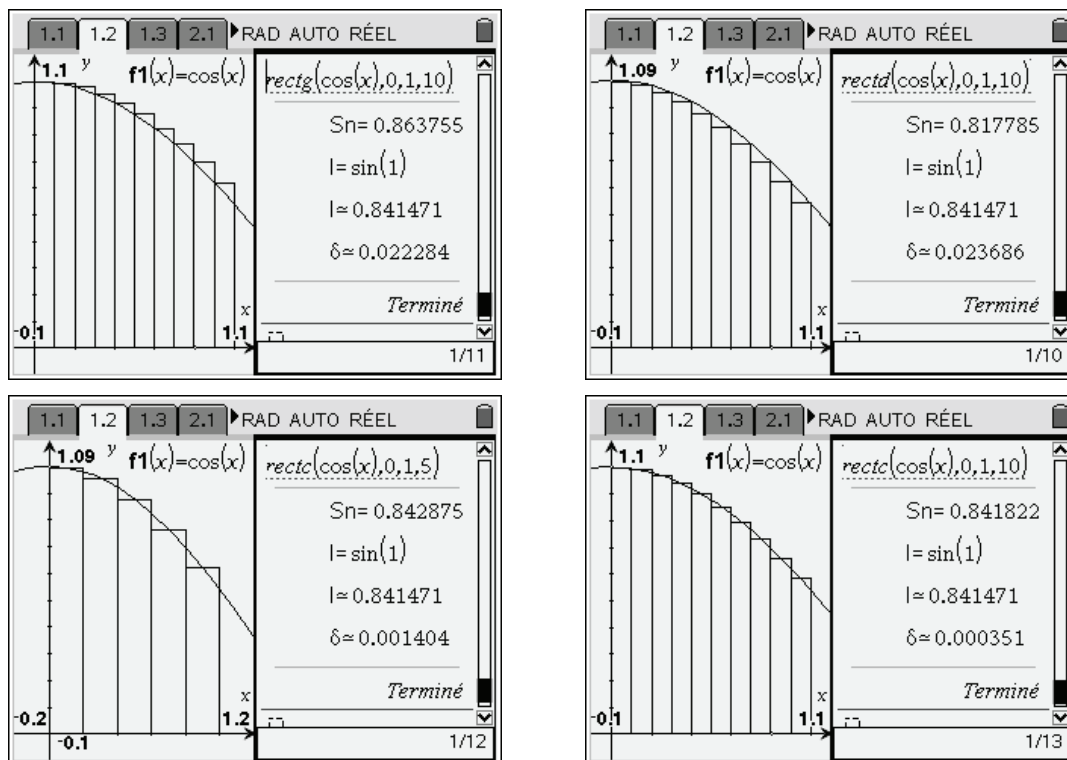 1.1 1.2 1.3 2.1 RAD AUTO RÉEL
1.1 y f1(x)=cos(x)
x
-0.1 1.1
rectg(cos(x),0,1,10)
Sn= 0.863755
I= sin(1)
I≃ 0.841471
δ≃ 0.022284
Terminé
1/11
1.1 1.2 1.3 2.1 RAD AUTO RÉEL
1.09 y f1(x)=cos(x)
x
-0.1 1.1
rectd(cos(x),0,1,10)
Sn= 0.817785
I= sin(1)
I≃ 0.841471
δ≃ 0.023686
Terminé
1/10
1.1 1.2 1.3 2.1 RAD AUTO RÉEL
1.09 y f1(x)=cos(x)
x
-0.2 1.2
-0.1
rectc(cos(x),0,1,5)
Sn= 0.842875
I= sin(1)
I≃ 0.841471
δ≃ 0.001404
Terminé
1/12
1.1 1.2 1.3 2.1 RAD AUTO RÉEL
1.1 y f1(x)=cos(x)
x
-0.1 1.1
rectc(cos(x),0,1,10)
Sn= 0.841822
I= sin(1)
I≃ 0.841471
δ≃ 0.000351
Terminé
1/13